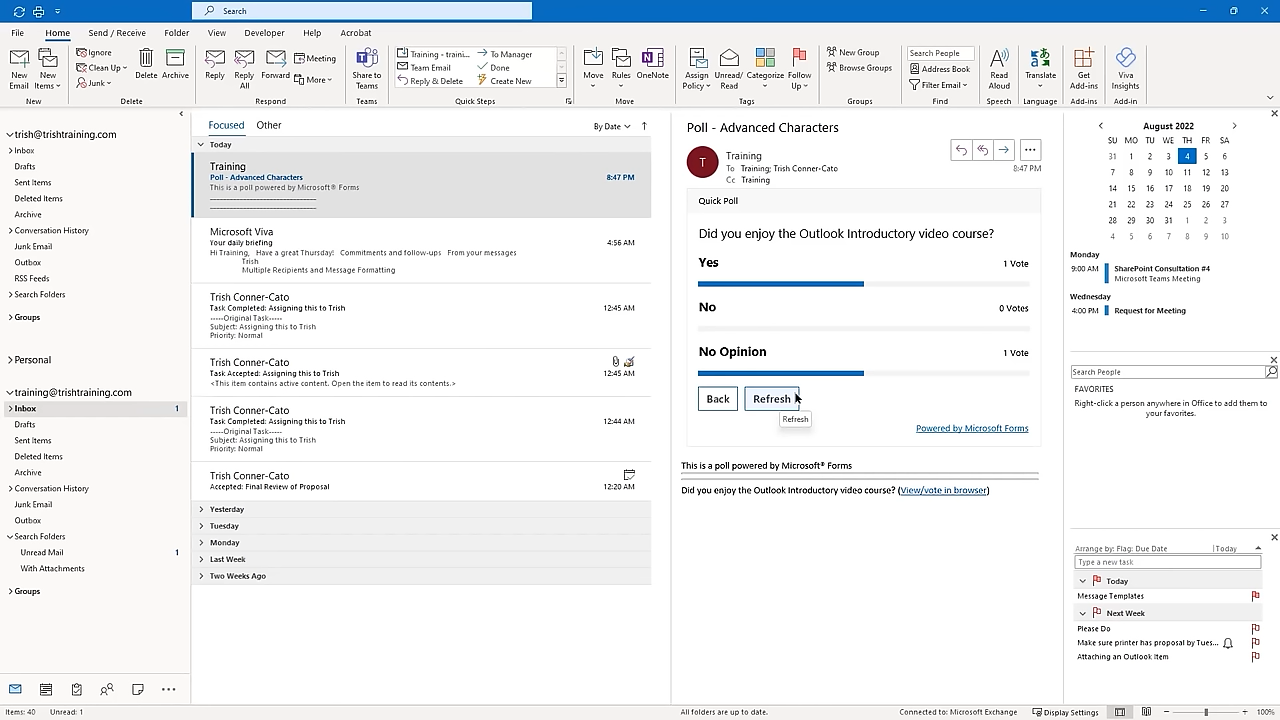 Search
File Home Send / Receive Folder View Developer Help Acrobat
New Email
New Items
Ignore
Clean Up
Junk
Delete
Archive
Reply
Reply All
Forward
Meeting
More
Share to Teams
Training - traini...
Team Email
Reply & Delete
To Manager
Done
Create New
Move
Rules
OneNote
Assign Policy
Unread/ Read
Categorize
Follow Up
New Group
Browse Groups
Search People
Address Book
Filter Email
Read Aloud
Translate
Get Add-ins
Viva Insights
New Delete Respond Teams Quick Steps Move Tags Groups Find Speech Language Add-ins Add-in
trish@trishtraining.com
Inbox
Drafts
Sent Items
Deleted Items
Archive
Conversation History
Junk Email
Outbox
RSS Feeds
Search Folders
Groups
Personal
training@trishtraining.com
Inbox 1
Drafts
Sent Items
Deleted Items
Archive
Conversation History
Junk Email
Outbox
Search Folders
Unread Mail 1
With Attachments
Groups
Focused Other By Date
Today
Training
Poll - Advanced Characters 8:47 PM
This is a poll powered by Microsoft® Forms
Microsoft Viva
Your daily briefing 4:56 AM
Hi Training, Have a great Thursday! Commitments and follow-ups From your messages
Trish
Multiple Recipients and Message Formatting
Trish Conner-Cato
Task Completed: Assigning this to Trish 12:45 AM
-----Original Task-----
Subject: Assigning this to Trish
Priority: Normal
Trish Conner-Cato
Task Accepted: Assigning this to Trish 12:45 AM
<This item contains active content. Open the item to read its contents.>
Trish Conner-Cato
Task Completed: Assigning this to Trish 12:44 AM
-----Original Task-----
Subject: Assigning this to Trish
Priority: Normal
Trish Conner-Cato
Accepted: Final Review of Proposal 12:20 AM
Yesterday
Tuesday
Monday
Last Week
Two Weeks Ago
Poll - Advanced Characters
T
Training
To Training; Trish Conner-Cato
Cc Training
8:47 PM
Quick Poll
Did you enjoy the Outlook Introductory video course?
Yes 1 Vote
No 0 Votes
No Opinion 1 Vote
Back Refresh
Refresh
Powered by Microsoft Forms
This is a poll powered by Microsoft® Forms
Did you enjoy the Outlook Introductory video course? (View/vote in browser)
August 2022
SU MO TU WE TH FR SA
31 1 2 3 4 5 6
7 8 9 10 11 12 13
14 15 16 17 18 19 20
21 22 23 24 25 26 27
28 29 30 31 1 2 3
4 5 6 7 8 9 10
Monday
9:00 AM SharePoint Consultation #4
Microsoft Teams Meeting
Wednesday
4:00 PM Request for Meeting
Search People
FAVORITES
Right-click a person anywhere in Office to add them to
your favorites.
Arrange by: Flag: Due Date Today
Type a new task
Today
Message Templates
Next Week
Please Do
Make sure printer has proposal by Tues...
Attaching an Outlook Item
Items: 40 Unread: 1 All folders are up to date. Connected to: Microsoft Exchange Display Settings 100%